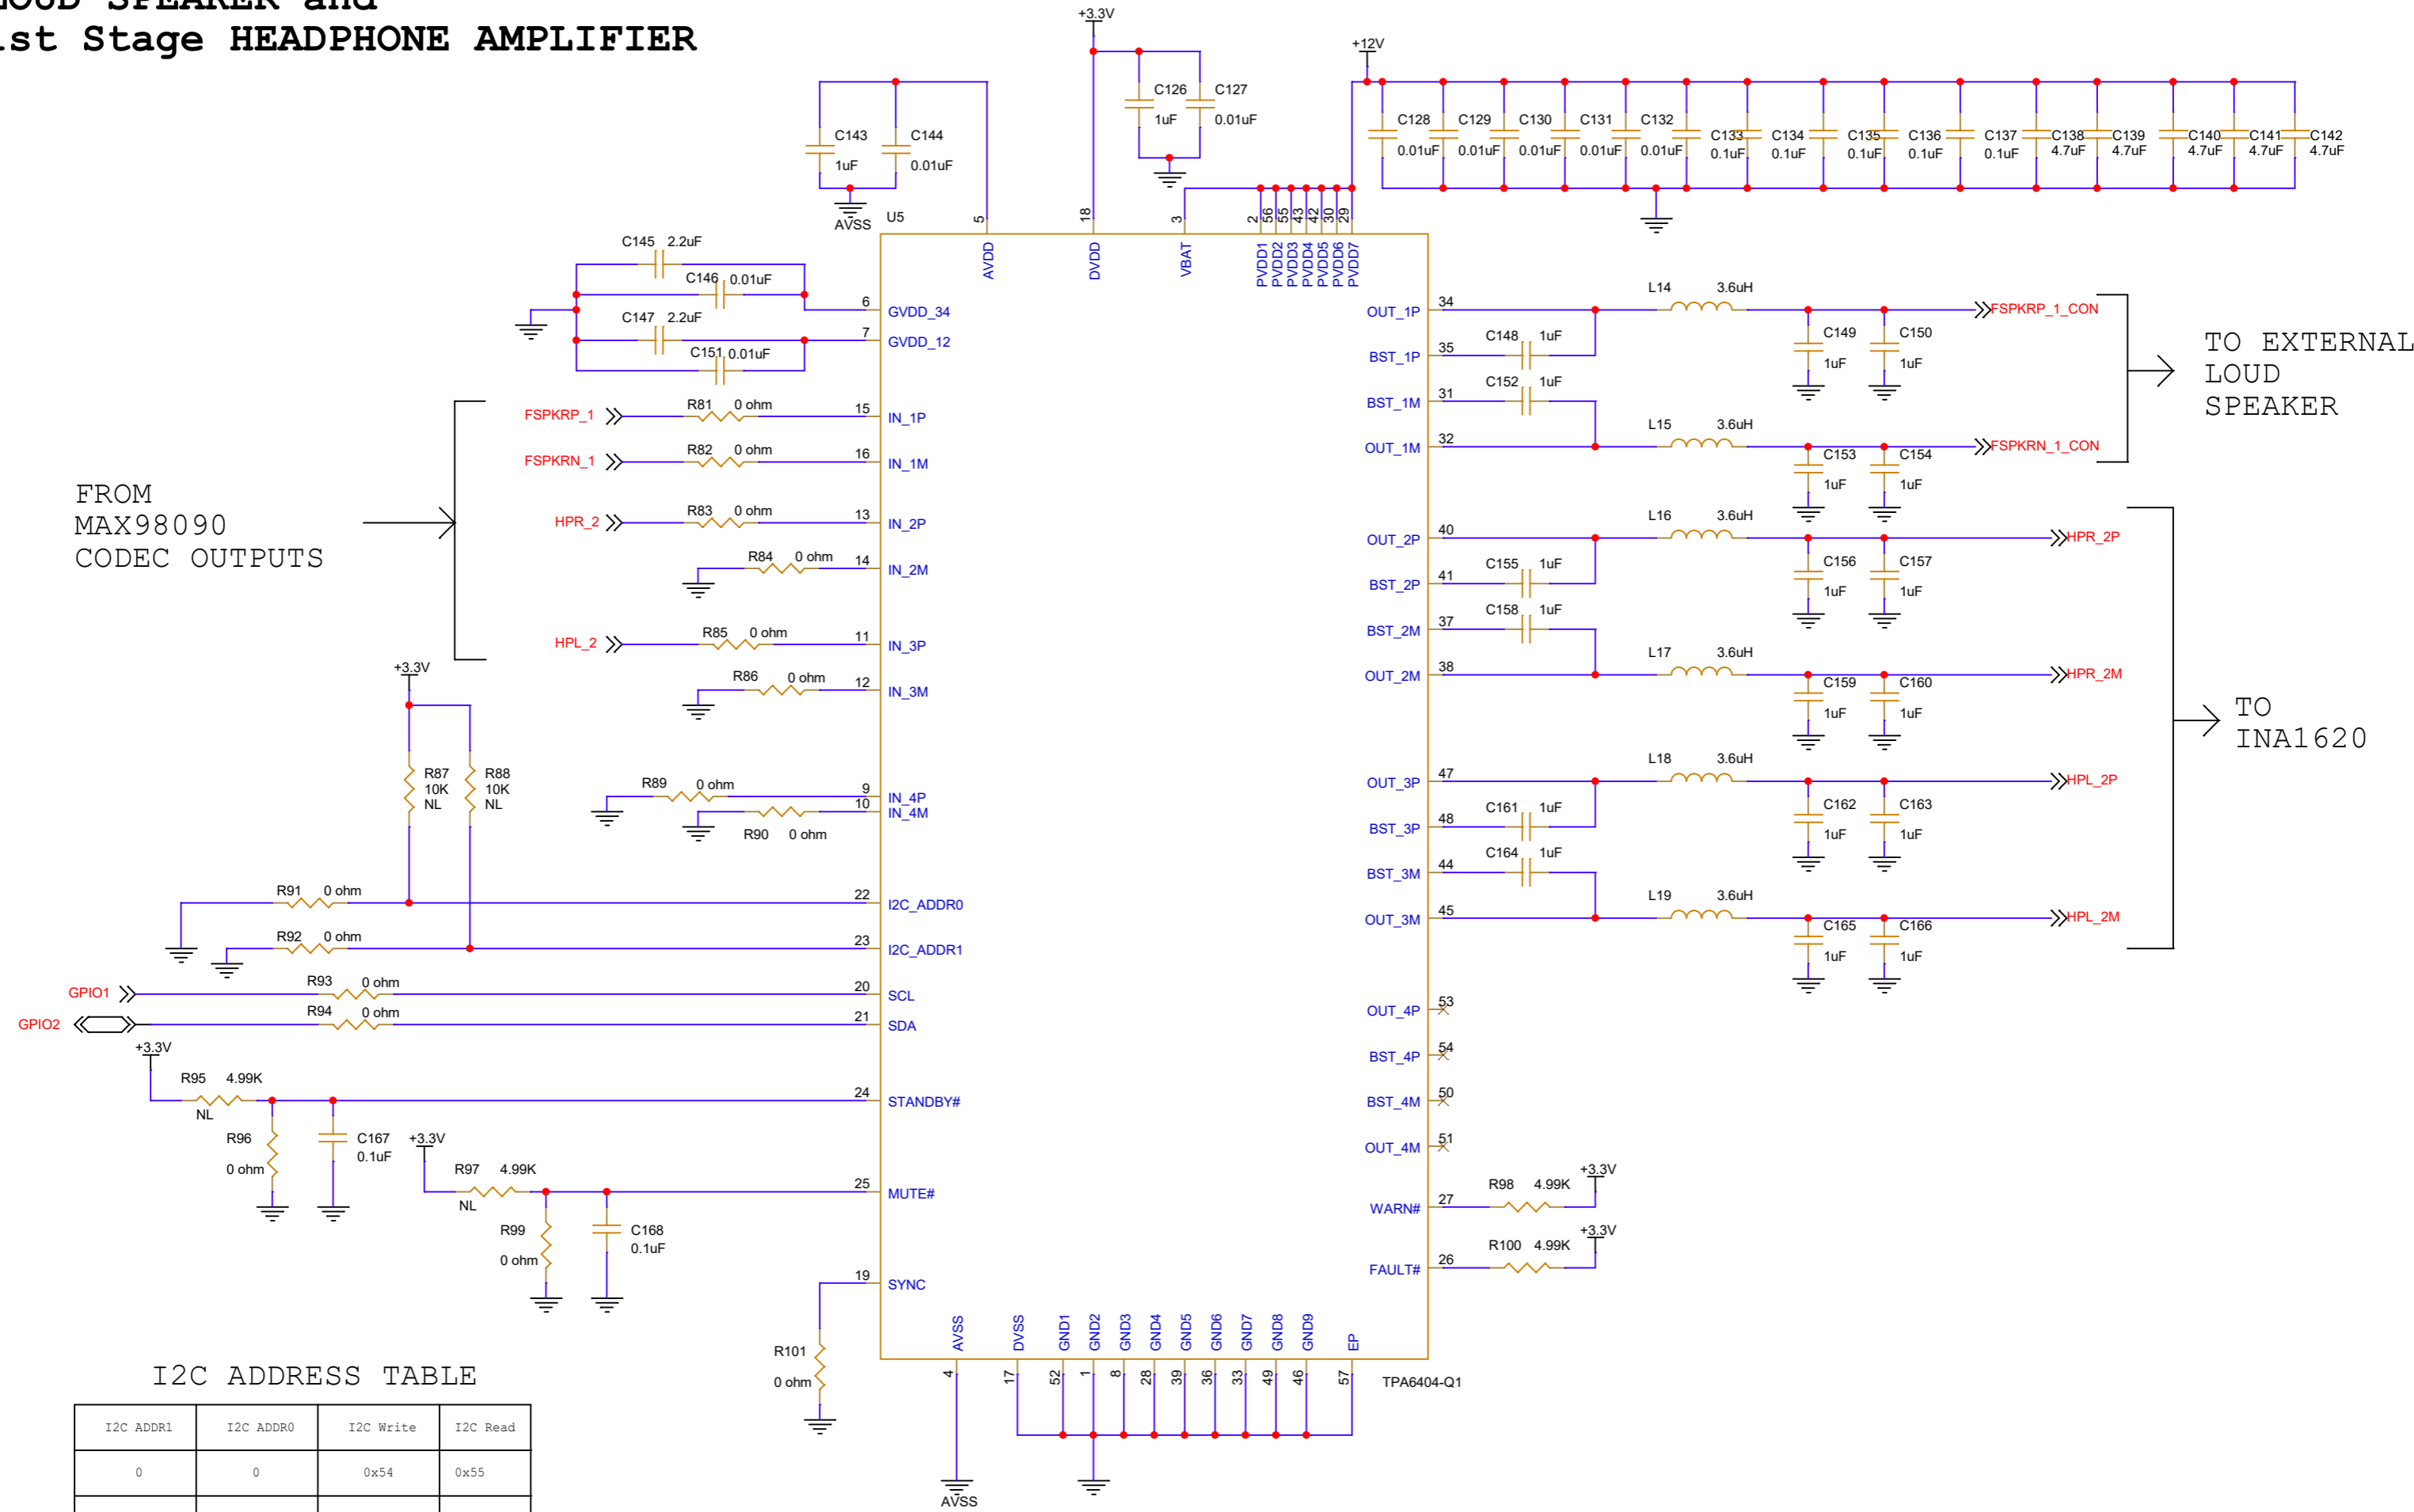 LOUD SPEAKER and
1st Stage HEADPHONE AMPLIFIER
+3.3V
+12V
C126
1uF
C127
0.01uF
C143
1uF
C144
0.01uF
AVSS
C128
0.01uF
C129
0.01uF
C130
0.01uF
C131
0.01uF
C132
0.01uF
C133
0.1uF
C134
0.1uF
C135
0.1uF
C136
0.1uF
C137
0.1uF
C138
4.7uF
C139
4.7uF
C140
4.7uF
C141
4.7uF
C142
4.7uF
U5
5
18
3
2
56
55
43
42
30
29
AVDD
DVDD
VBAT
PVDD1
PVDD2
PVDD3
PVDD4
PVDD5
PVDD6
PVDD7
C145 2.2uF
C146 0.01uF
6
GVDD_34
C147 2.2uF
7
GVDD_12
C151 0.01uF
FROM
MAX98090
CODEC OUTPUTS
FSPKRP_1
R81 0 ohm
15
IN_1P
FSPKRN_1
R82 0 ohm
16
IN_1M
HPR_2
R83 0 ohm
13
IN_2P
R84 0 ohm
14
IN_2M
HPL_2
R85 0 ohm
11
IN_3P
R86 0 ohm
12
IN_3M
+3.3V
R87
10K
NL
R88
10K
NL
R89 0 ohm
9
IN_4P
10
IN_4M
R90 0 ohm
R91 0 ohm
22
I2C_ADDR0
R92 0 ohm
23
I2C_ADDR1
GPIO1
R93 0 ohm
20
SCL
GPIO2
R94 0 ohm
21
SDA
+3.3V
R95 4.99K
NL
24
STANDBY#
R96
0 ohm
C167
0.1uF
+3.3V
R97 4.99K
NL
25
MUTE#
R99
0 ohm
C168
0.1uF
19
SYNC
R101
0 ohm
OUT_1P
34
L14 3.6uH
FSPKRP_1_CON
C148 1uF
C149
1uF
C150
1uF
BST_1P
35
C152 1uF
BST_1M
31
OUT_1M
32
L15 3.6uH
FSPKRN_1_CON
C153
1uF
C154
1uF
TO EXTERNAL
LOUD
SPEAKER
OUT_2P
40
L16 3.6uH
HPR_2P
C155 1uF
C156
1uF
C157
1uF
BST_2P
41
C158 1uF
BST_2M
37
OUT_2M
38
L17 3.6uH
HPR_2M
C159
1uF
C160
1uF
TO
INA1620
OUT_3P
47
L18 3.6uH
HPL_2P
C161 1uF
C162
1uF
C163
1uF
BST_3P
48
C164 1uF
BST_3M
44
OUT_3M
45
L19 3.6uH
HPL_2M
C165
1uF
C166
1uF
OUT_4P
53
BST_4P
54
BST_4M
50
OUT_4M
51
WARN#
27
R98 4.99K
+3.3V
FAULT#
26
R100 4.99K
+3.3V
AVSS
DVSS
GND1
GND2
GND3
GND4
GND5
GND6
GND7
GND8
GND9
EP
4
17
52
1
8
28
39
36
33
49
46
57
TPA6404-Q1
AVSS
I2C ADDRESS TABLE
I2C ADDR1 I2C ADDR0 I2C Write I2C Read
0 0 0x54 0x55